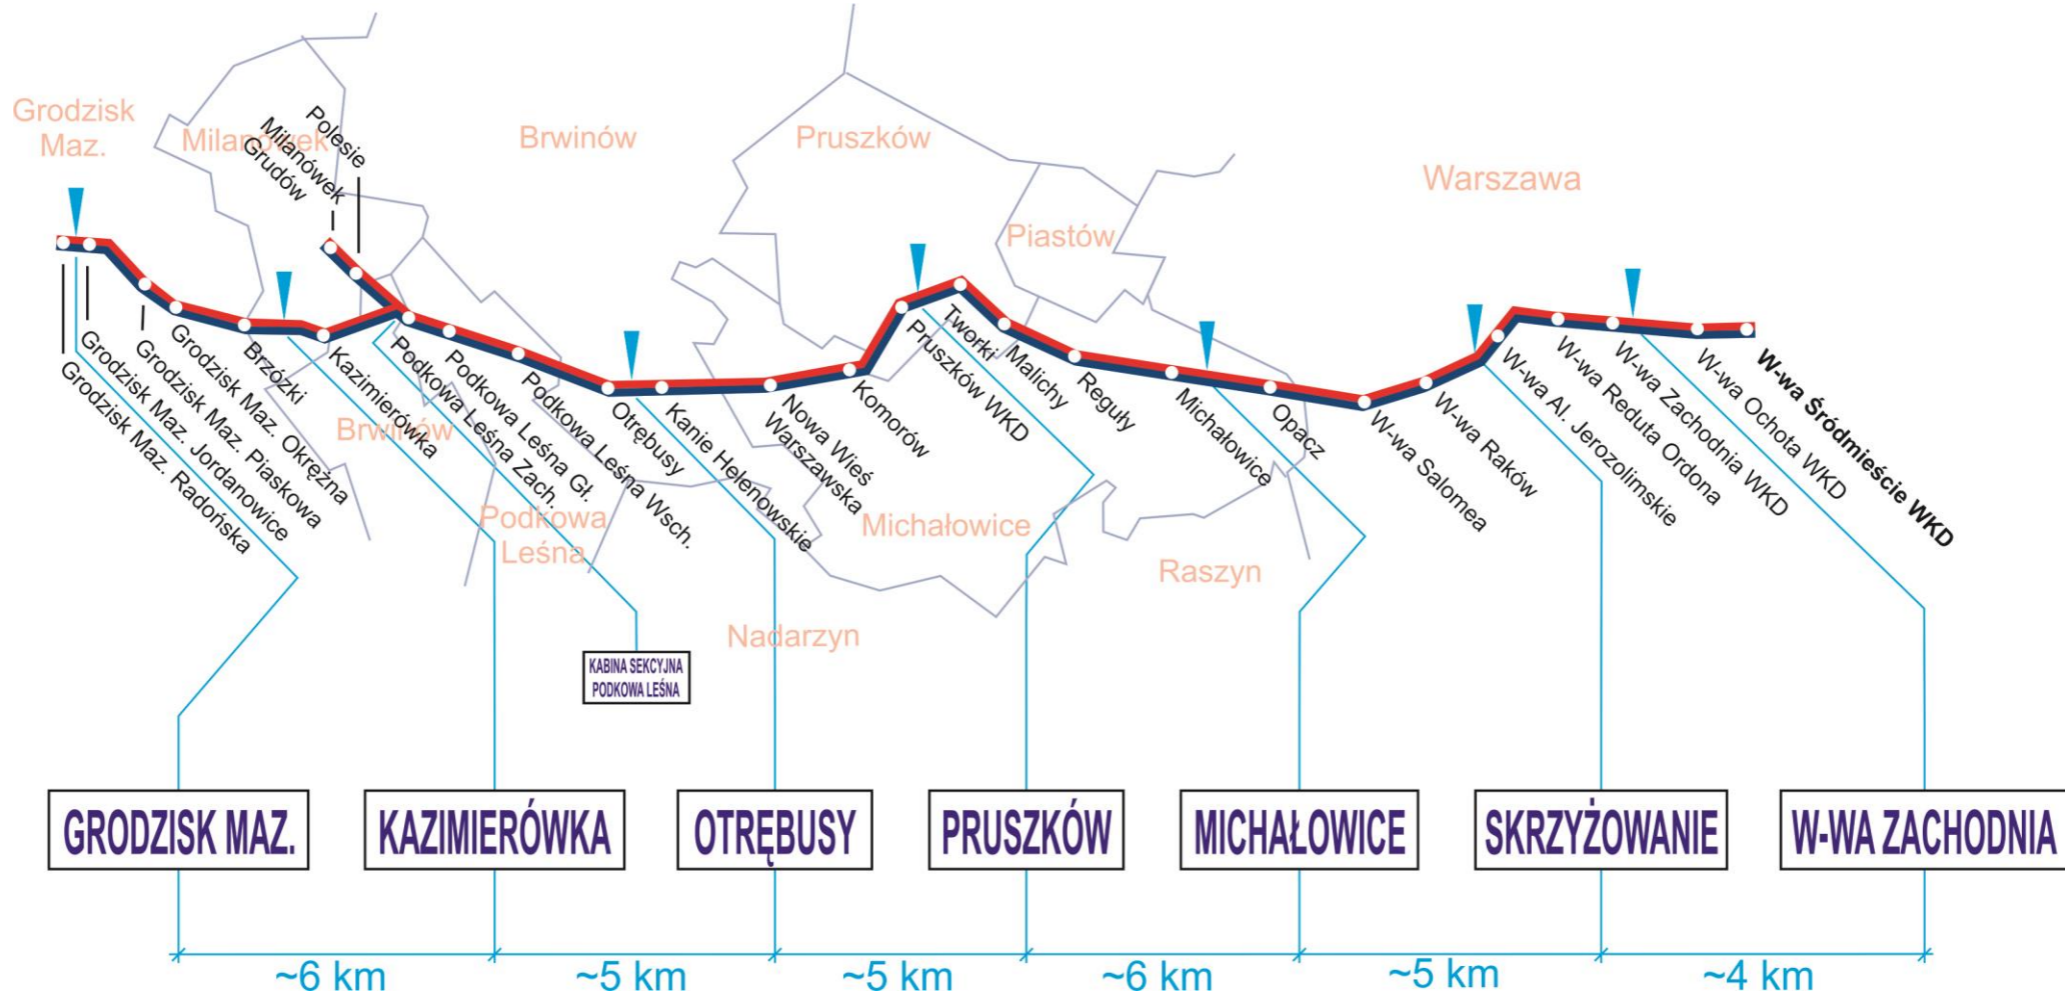 Grodzisk
Maz.
Milanówek
Brwinów
Pruszków
Piastów
Warszawa
Brwinów
Podkowa
Leśna
Michałowice
Nadarzyn
Raszyn
Milanówek
Grudów
Polesie
Grodzisk Maz. Radońska
Grodzisk Maz. Jordanowice
Grodzisk Maz. Piaskowa
Grodzisk Maz. Okrężna
Brzózki
Kazimierówka
Podkowa Leśna Zach.
Podkowa Leśna Gł.
Podkowa Leśna Wsch.
Otrębusy
Kanie Hełenowskie
Nowa Wieś
Warszawska
Komorów
Pruszków WKD
Tworki
Malichy
Reguły
Michałowice
Opacz
W-wa Salomea
W-wa Raków
W-wa Al. Jerozolimskie
W-wa Reduta Ordona
W-wa Zachodnia WKD
W-wa Ochota WKD
W-wa Śródmieście WKD
KABINA SEKCYJNA
PODKOWA LEŚNA
GRODZISK MAZ.
KAZIMIERÓWKA
OTRĘBUSY
PRUSZKÓW
MICHAŁOWICE
SKRZYŻOWANIE
W-WA ZACHODNIA
~6 km
~5 km
~5 km
~6 km
~5 km
~4 km